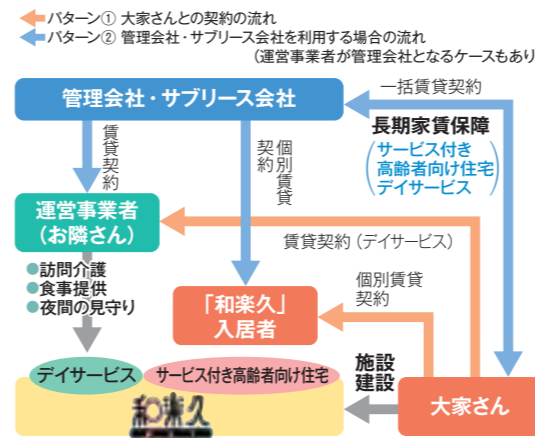 パターン① 大家さんとの契約の流れ
パターン② 管理会社・サブリース会社を利用する場合の流れ
(運営事業者が管理会社となるケースもあり
管理会社・サブリース会社
一括賃貸契約
長期家賃保障
(サービス付き
高齢者向け住宅
デイサービス)
賃貸契約
個別賃貸
契約
運営事業者
(お隣さん)
賃貸契約(デイサービス)
●訪問介護
●食事提供
●夜間の見守り
個別賃貸
契約
「和楽久」
入居者
デイサービス
サービス付き高齢者向け住宅
施設
建設
大家さん
和楽久